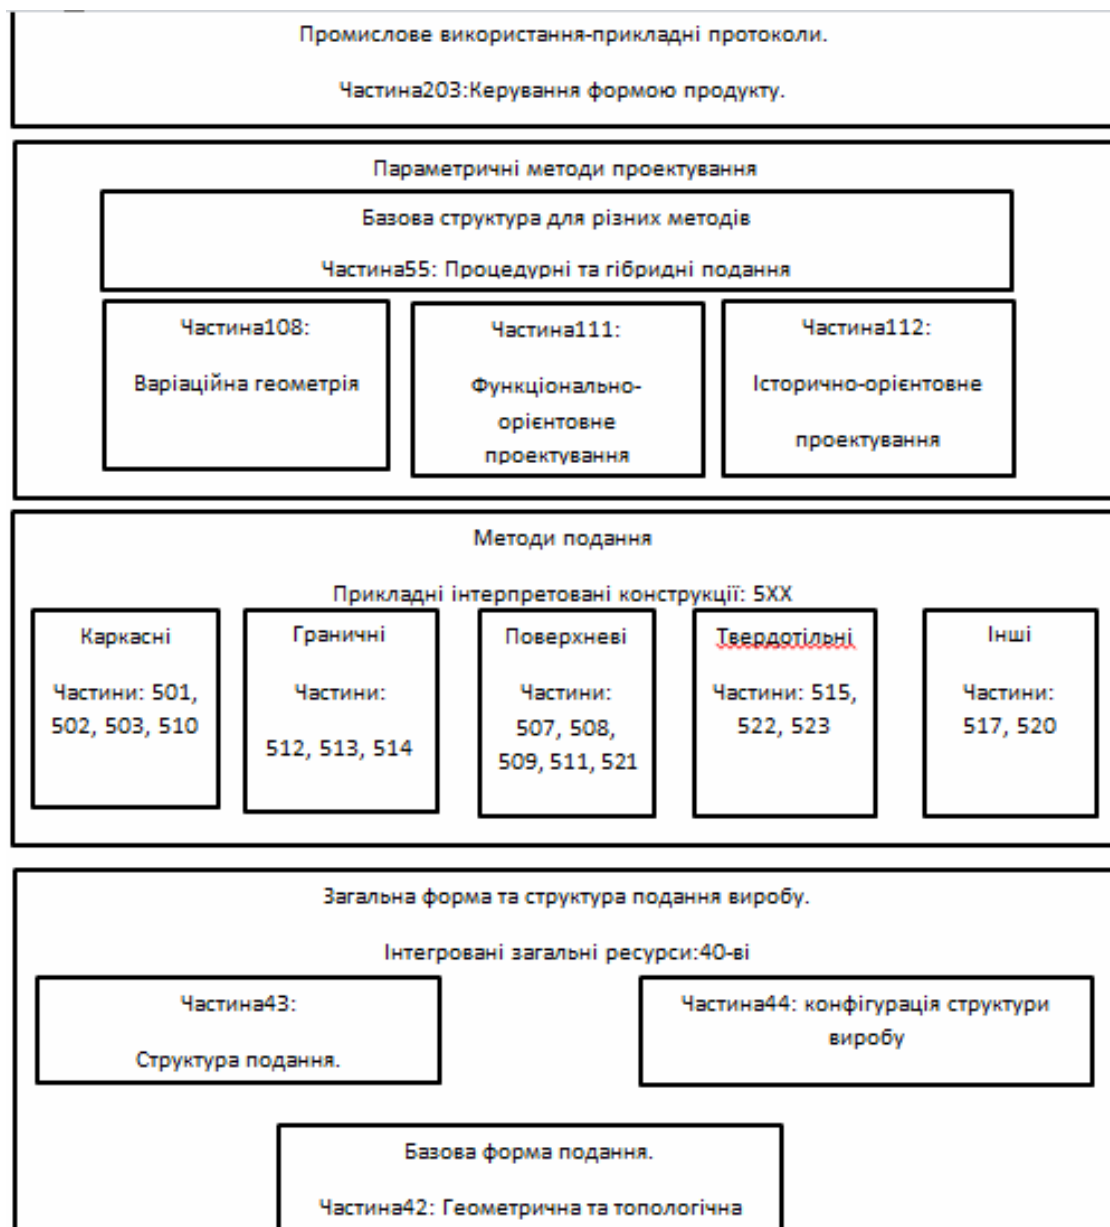 Промислове використання-прикладні протоколи.
Частина203:Керування формою продукту.
Параметричні методи проектування
Базова структура для різних методів
Частина55: Процедурні та гібридні подання
Частина108:
Варіаційна геометрія
Частина111:
Функціонально-
орієнтовне
проектування
Частина112:
Історично-орієнтовне
проектування
Методи подання
Прикладні інтерпретовані конструкції: 5XX
Каркасні
Частини: 501,
502, 503, 510
Граничні
Частини:
512, 513, 514
Поверхневі
Частини:
507, 508,
509, 511, 521
Твердотільні
Частини: 515,
522, 523
Інші
Частини:
517, 520
Загальна форма та структура подання виробу.
Інтегровані загальні ресурси:40-ві
Частина43:
Структура подання.
Частина44: конфігурація структури
виробу
Базова форма подання.
Частина42: Геометрична та топологічна